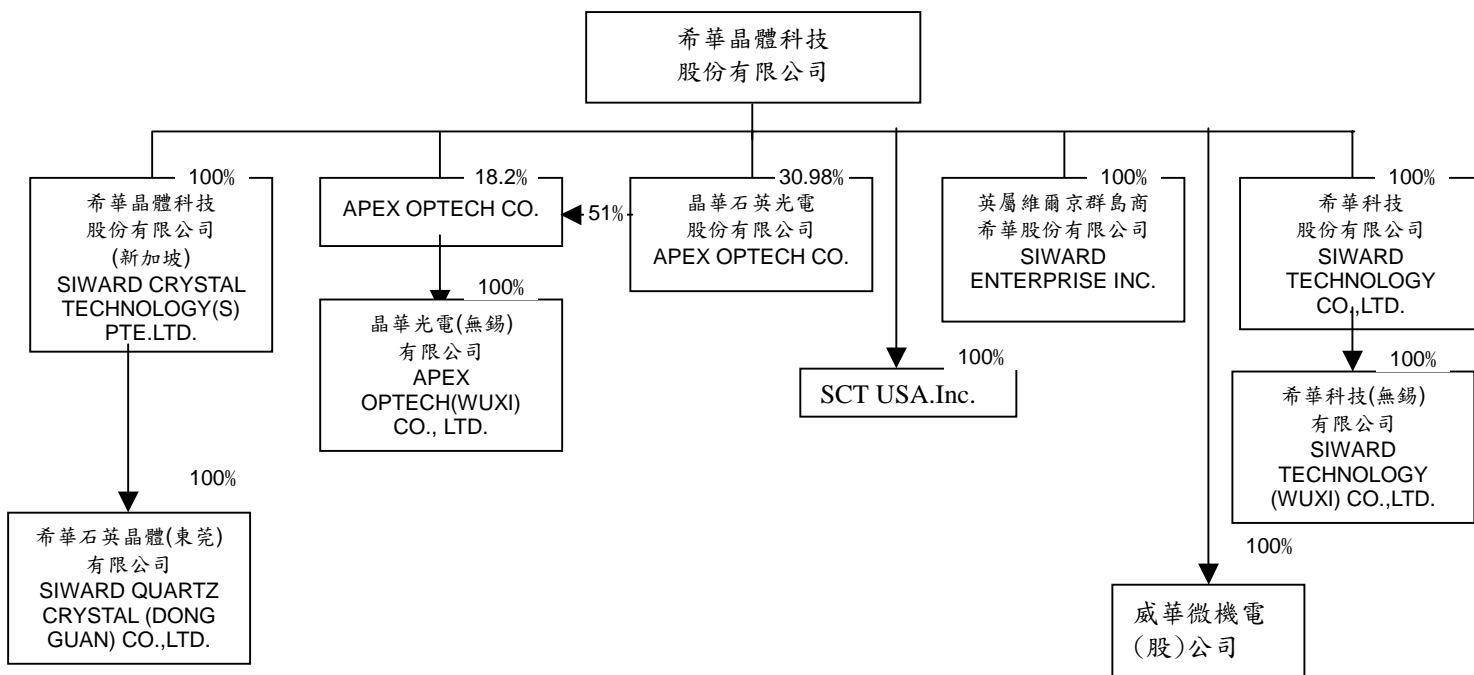 希華晶體科技
股份有限公司
100%
希華晶體科技
股份有限公司
(新加坡)
SIWARD CRYSTAL
TECHNOLOGY(S)
PTE.LTD.
18.2%
APEX OPTECH CO.
51%
30.98%
晶華石英光電
股份有限公司
APEX OPTECH CO.
100%
英屬維爾京群島商
希華股份有限公司
SIWARD
ENTERPRISE INC.
100%
希華科技
股份有限公司
SIWARD
TECHNOLOGY
CO.,LTD.
100%
晶華光電(無錫)
有限公司
APEX
OPTECH(WUXI)
CO., LTD.
100%
SCT USA.Inc.
100%
希華科技(無錫)
有限公司
SIWARD
TECHNOLOGY
(WUXI) CO.,LTD.
100%
希華石英晶體(東莞)
有限公司
SIWARD QUARTZ
CRYSTAL (DONG
GUAN) CO.,LTD.
100%
威華微機電
(股)公司